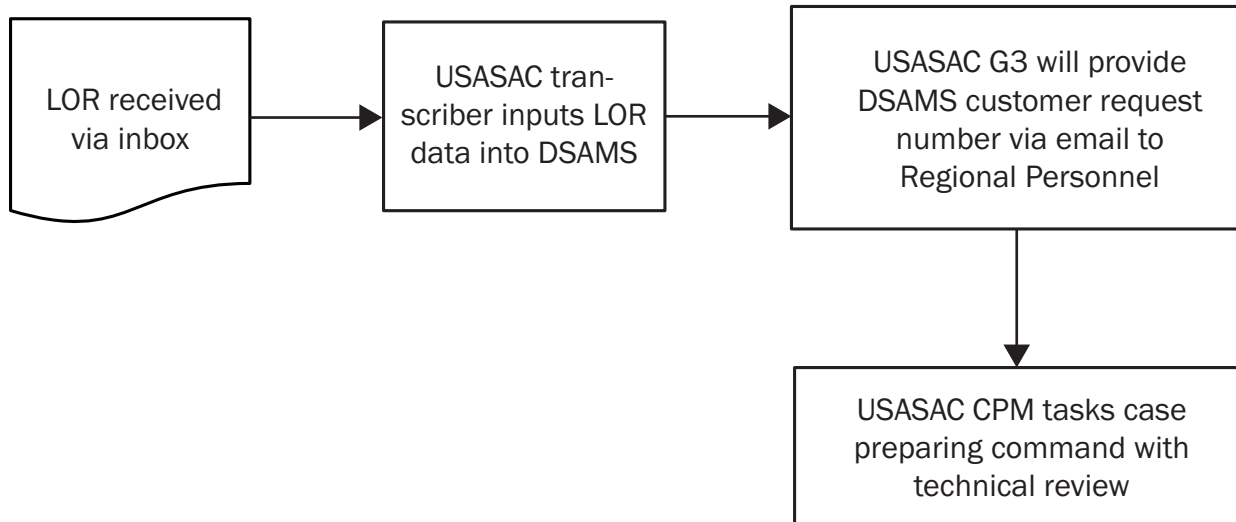 LOR received
via inbox
USASAC tran-
scriber inputs LOR
data into DSAMS
USASAC G3 will provide
DSAMS customer request
number via email to
Regional Personnel
USASAC CPM tasks case
preparing command with
technical review